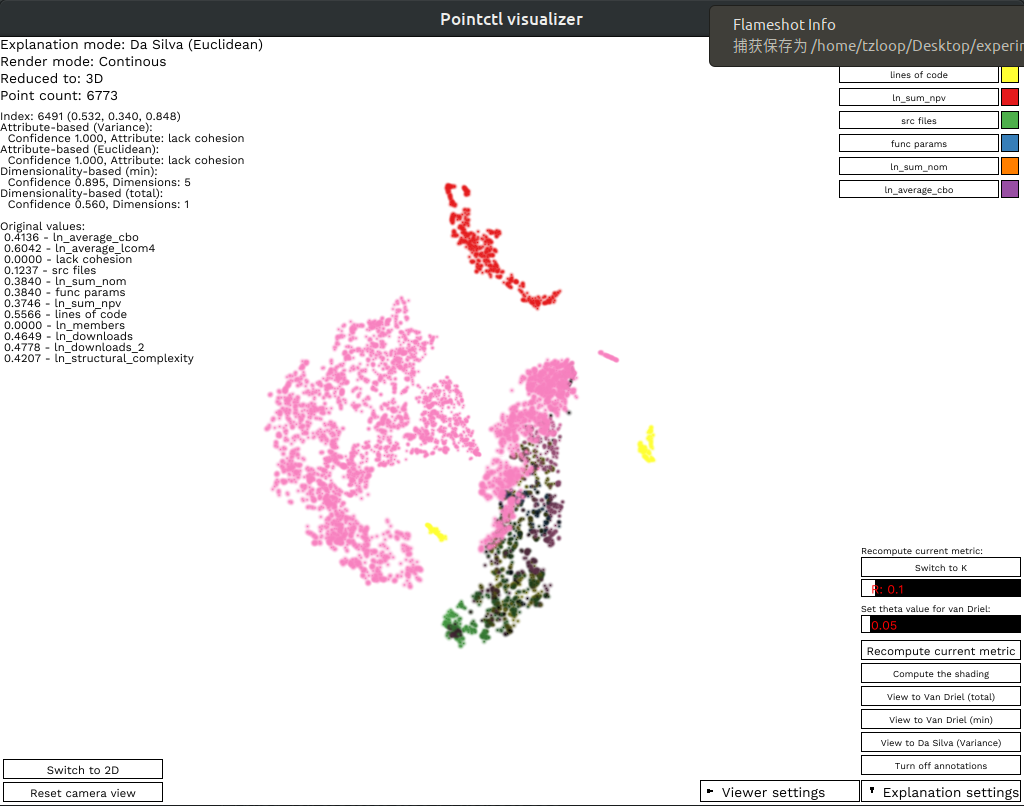 Pointctl visualizer
Flameshot Info
捕获保存为 /home/tzloop/Desktop/experim
Explanation mode: Da Silva (Euclidean)
Render mode: Continous
Reduced to: 3D
Point count: 6773
Index: 6491 (0.532, 0.340, 0.848)
Attribute-based (Variance):
Confidence 1.000, Attribute: lack cohesion
Attribute-based (Euclidean):
Confidence 1.000, Attribute: lack cohesion
Dimensionality-based (min):
Confidence 0.895, Dimensions: 5
Dimensionality-based (total):
Confidence 0.560, Dimensions: 1
Original values:
0.4136 - ln_average_cbo
0.6042 - ln_average_lcom4
0.0000 - lack cohesion
0.1237 - src files
0.3840 - ln_sum_nom
0.3840 - func params
0.3746 - ln_sum_npv
0.5566 - lines of code
0.0000 - ln_members
0.4649 - ln_downloads
0.4778 - ln_downloads_2
0.4207 - ln_structural_complexity
lines of code
ln_sum_npv
src files
func params
ln_sum_nom
ln_average_cbo
Recompute current metric:
Switch to K
R: 0.1
Set theta value for van Driel:
0.05
Recompute current metric
Compute the shading
View to Van Driel (total)
View to Van Driel (min)
View to Da Silva (Variance)
Turn off annotations
Switch to 2D
Reset camera view
Viewer settings
Explanation settings